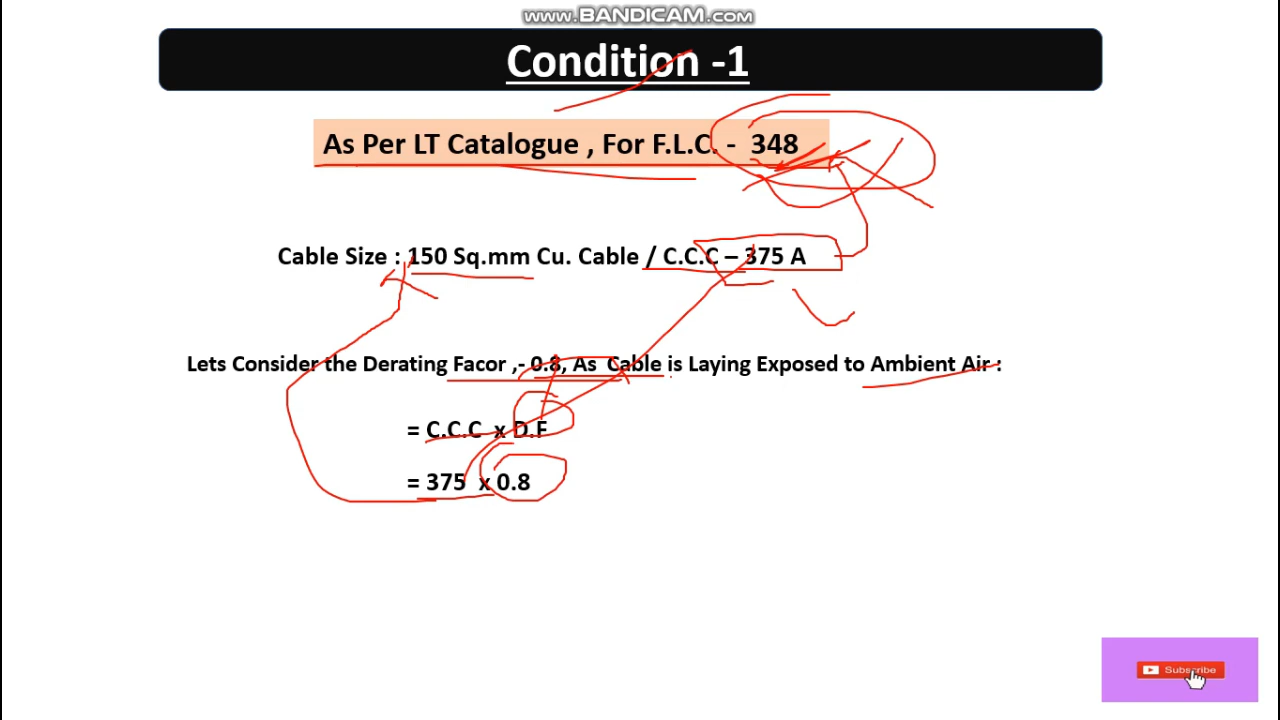 WWW.BANDICAM.COM
Condition -1
As Per LT Catalogue , For F.L.C. - 348
Cable Size : 150 Sq.mm Cu. Cable / C.C.C – 375 A
Lets Consider the Derating Facor ,- 0.8, As Cable is Laying Exposed to Ambient Air :
= C.C.C x D.F
= 375 x 0.8
Subscribe